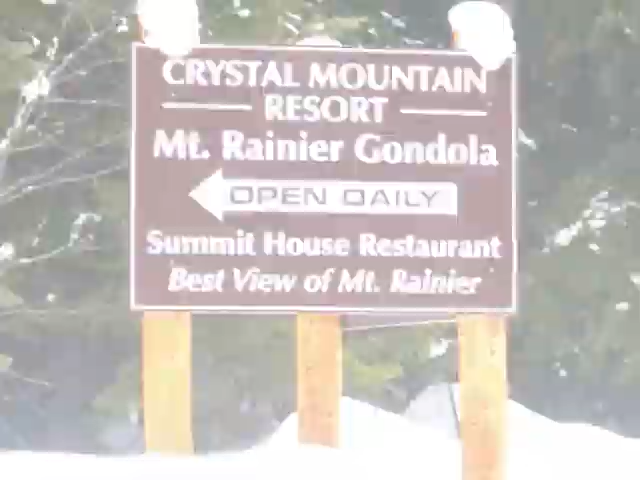 CRYSTAL MOUNTAIN
RESORT
Mt. Rainier Gondola
OPEN DAILY
Summit House Restaurant
Best View of Mt. Rainier